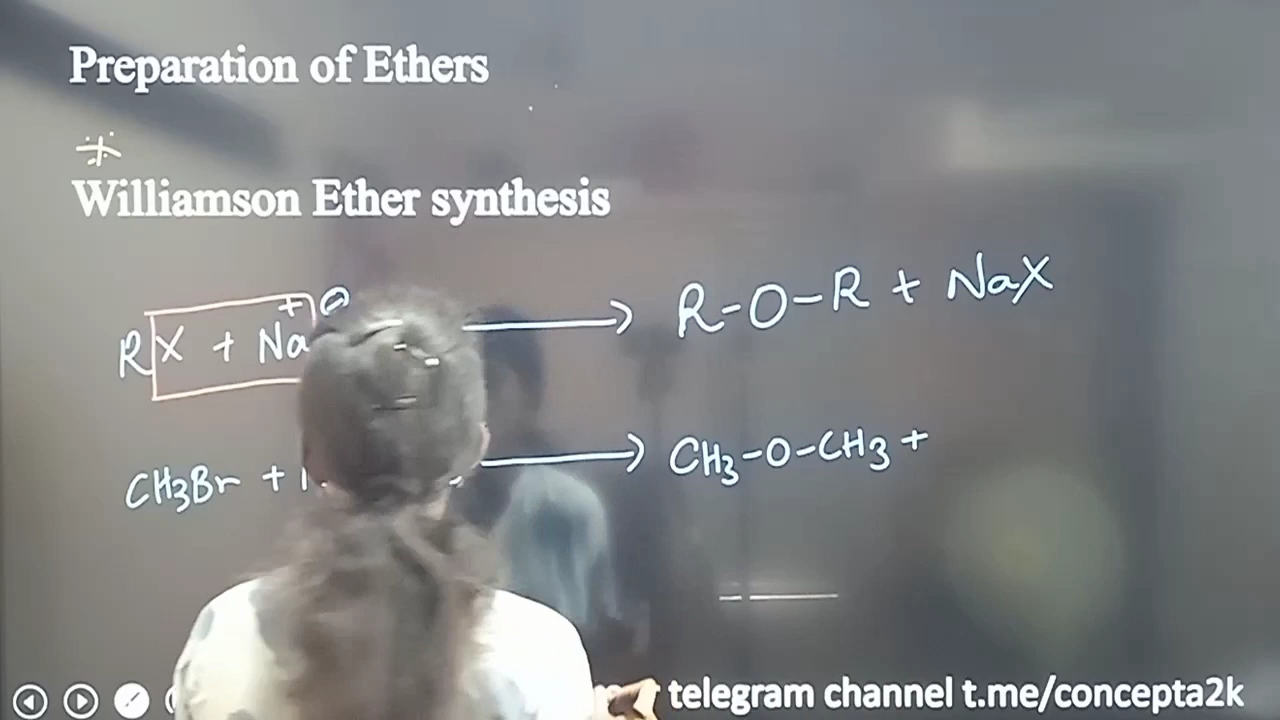 Preparation of Ethers
Williamson Ether synthesis
RX + Na+ ⊖ → R-O-R + NaX
CH3Br + → CH3-O-CH3 +
telegram channel t.me/concepta2k